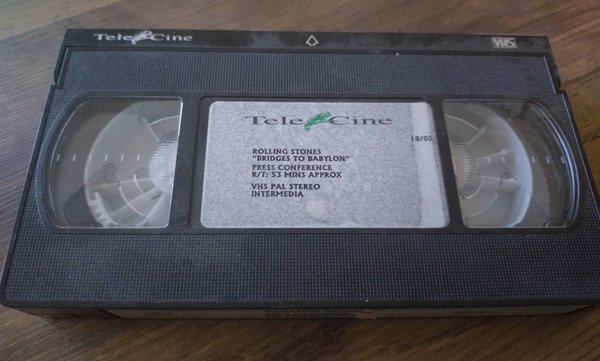 Tele Cine
VHS
Tele Cine
18/08
ROLLING STONES
"BRIDGES TO BABYLON"
PRESS CONFERENCE
R/T: 53 MINS APPROX
VHS PAL STEREO
INTERMEDIA